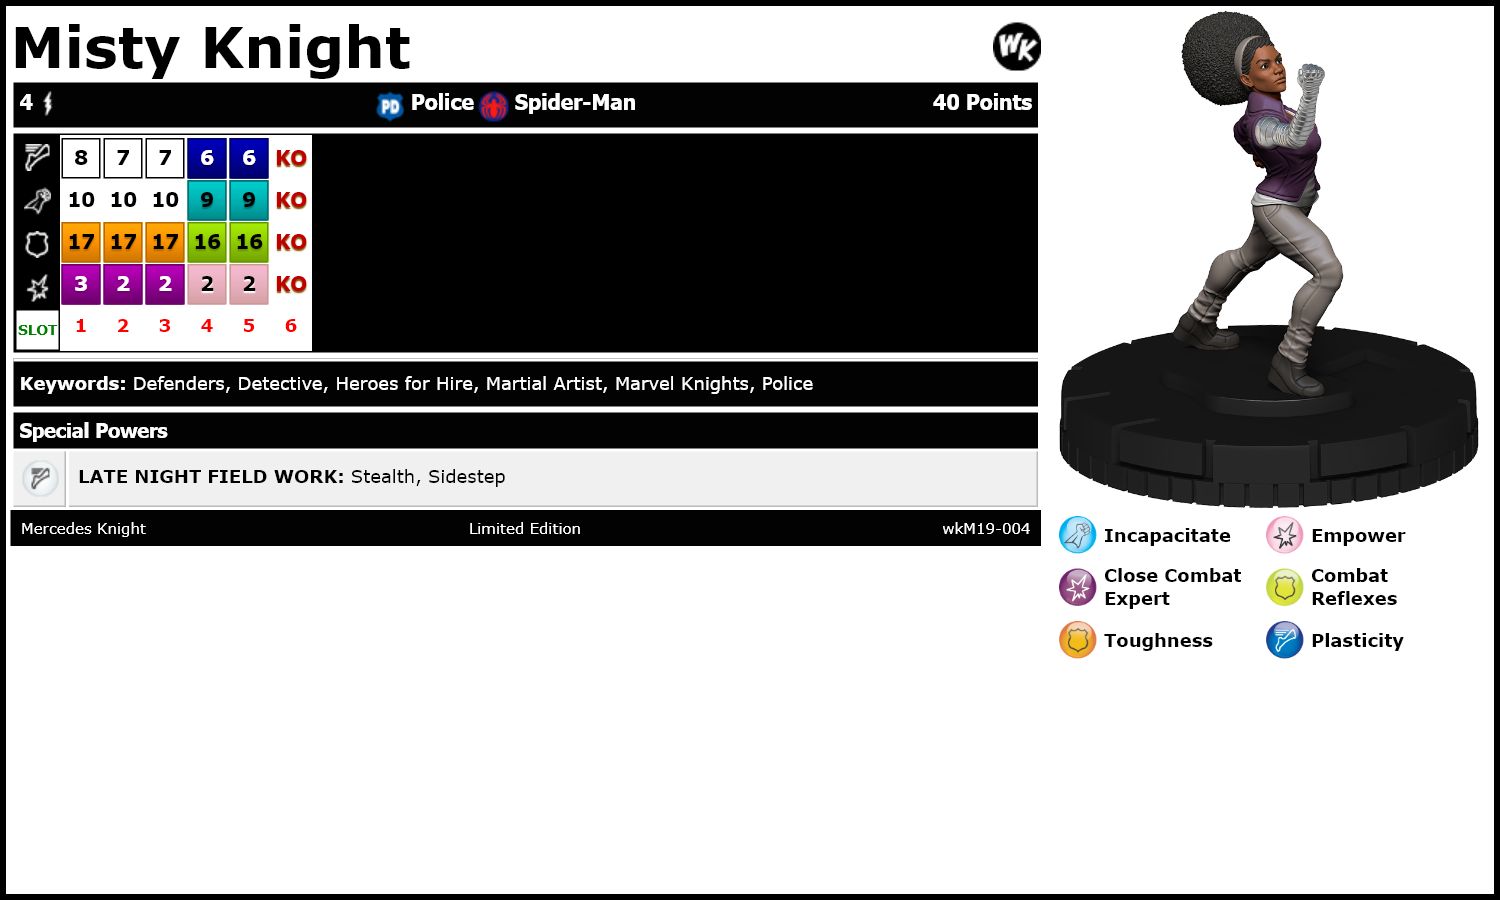 Misty Knight
WK
4 PD Police Spider-Man 40 Points
8 7 7 6 6 KO
10 10 10 9 9 KO
17 17 17 16 16 KO
3 2 2 2 2 KO
SLOT 1 2 3 4 5 6
Keywords: Defenders, Detective, Heroes for Hire, Martial Artist, Marvel Knights, Police
Special Powers
LATE NIGHT FIELD WORK: Stealth, Sidestep
Mercedes Knight Limited Edition wkM19-004
Incapacitate Empower
Close Combat
Expert
Combat
Reflexes
Toughness Plasticity